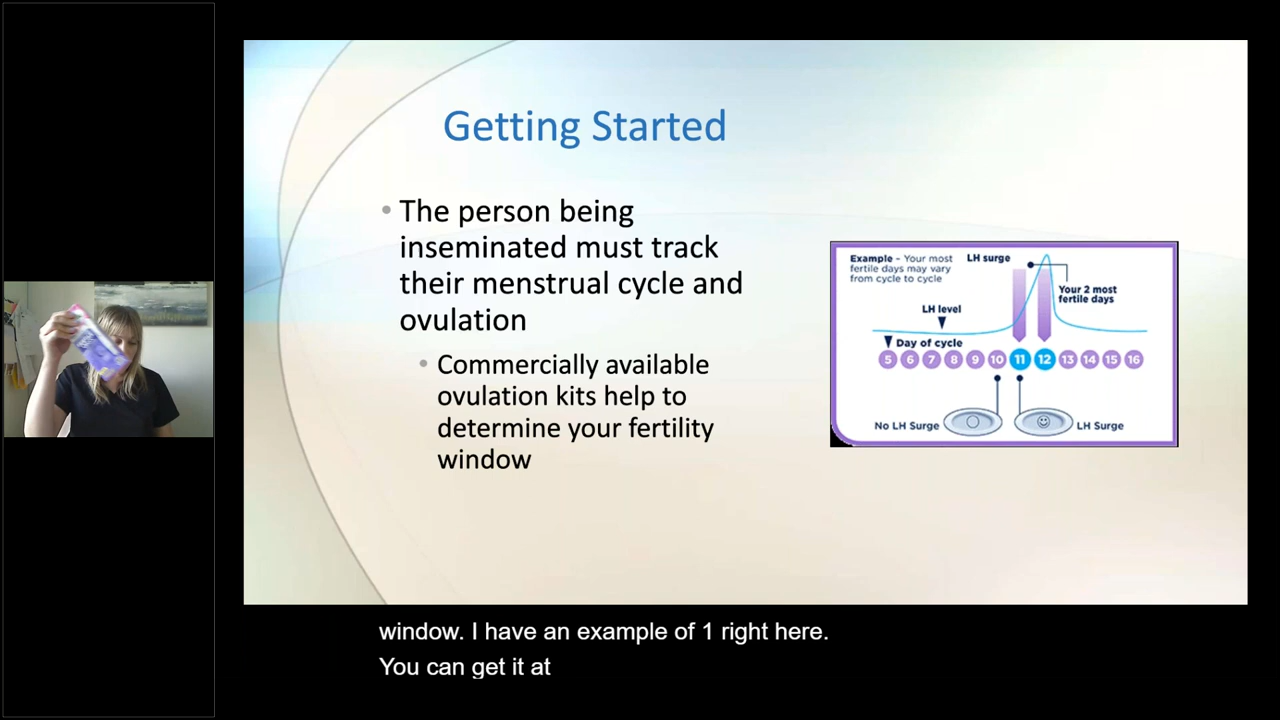 Getting Started
• The person being
inseminated must track
their menstrual cycle and
ovulation
• Commercially available
ovulation kits help to
determine your fertility
window
Example - Your most
fertile days may vary
from cycle to cycle
LH surge
Your 2 most
fertile days
LH level
Day of cycle
5 6 7 8 9 10 11 12 13 14 15 16
No LH Surge
LH Surge
window. I have an example of 1 right here.
You can get it at